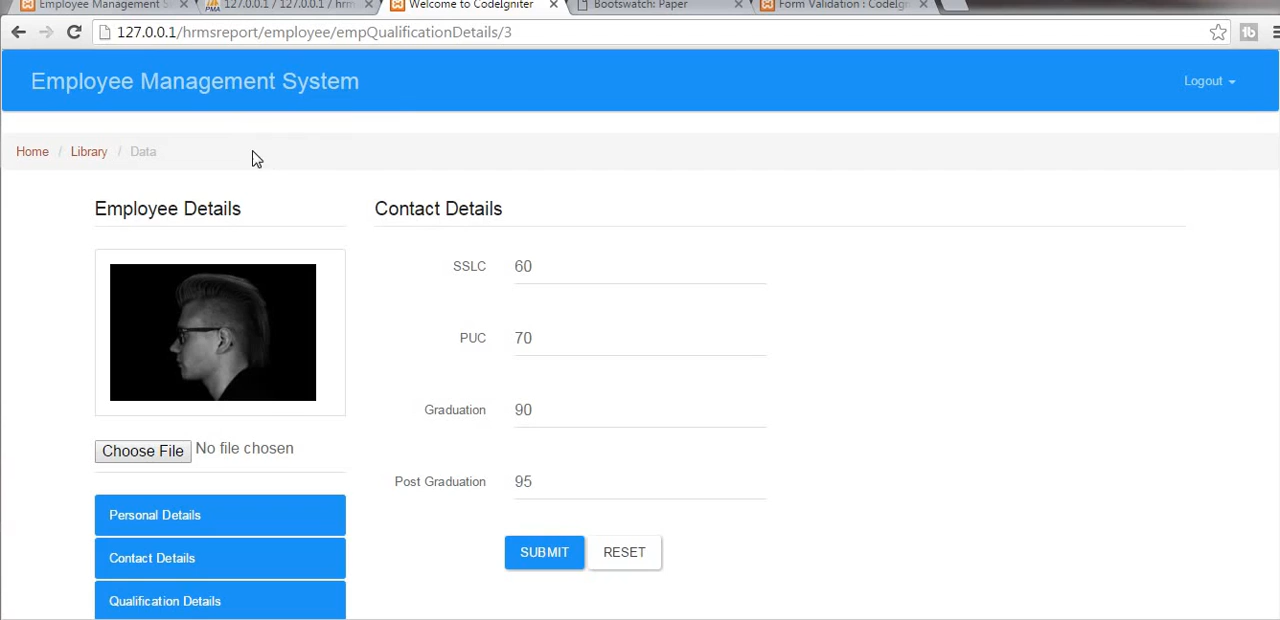 Employee Management S
127.0.0.1 / 127.0.0.1 / hrm
Welcome to CodeIgniter
Bootswatch: Paper
Form Validation : CodeIg
127.0.0.1/hrmsreport/employee/empQualificationDetails/3
Employee Management System
Logout
Home / Library / Data
Employee Details
Contact Details
SSLC 60
PUC 70
Graduation 90
Choose File No file chosen
Post Graduation 95
Personal Details
SUBMIT RESET
Contact Details
Qualification Details